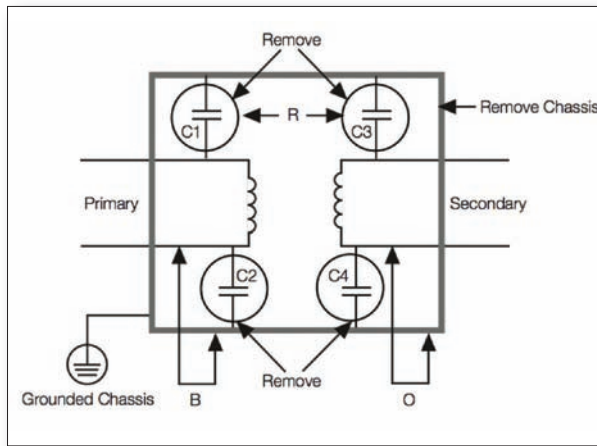 Remove
R
C1
C3
Remove Chassis
Primary
Secondary
C2
C4
Remove
Grounded Chassis
B
O